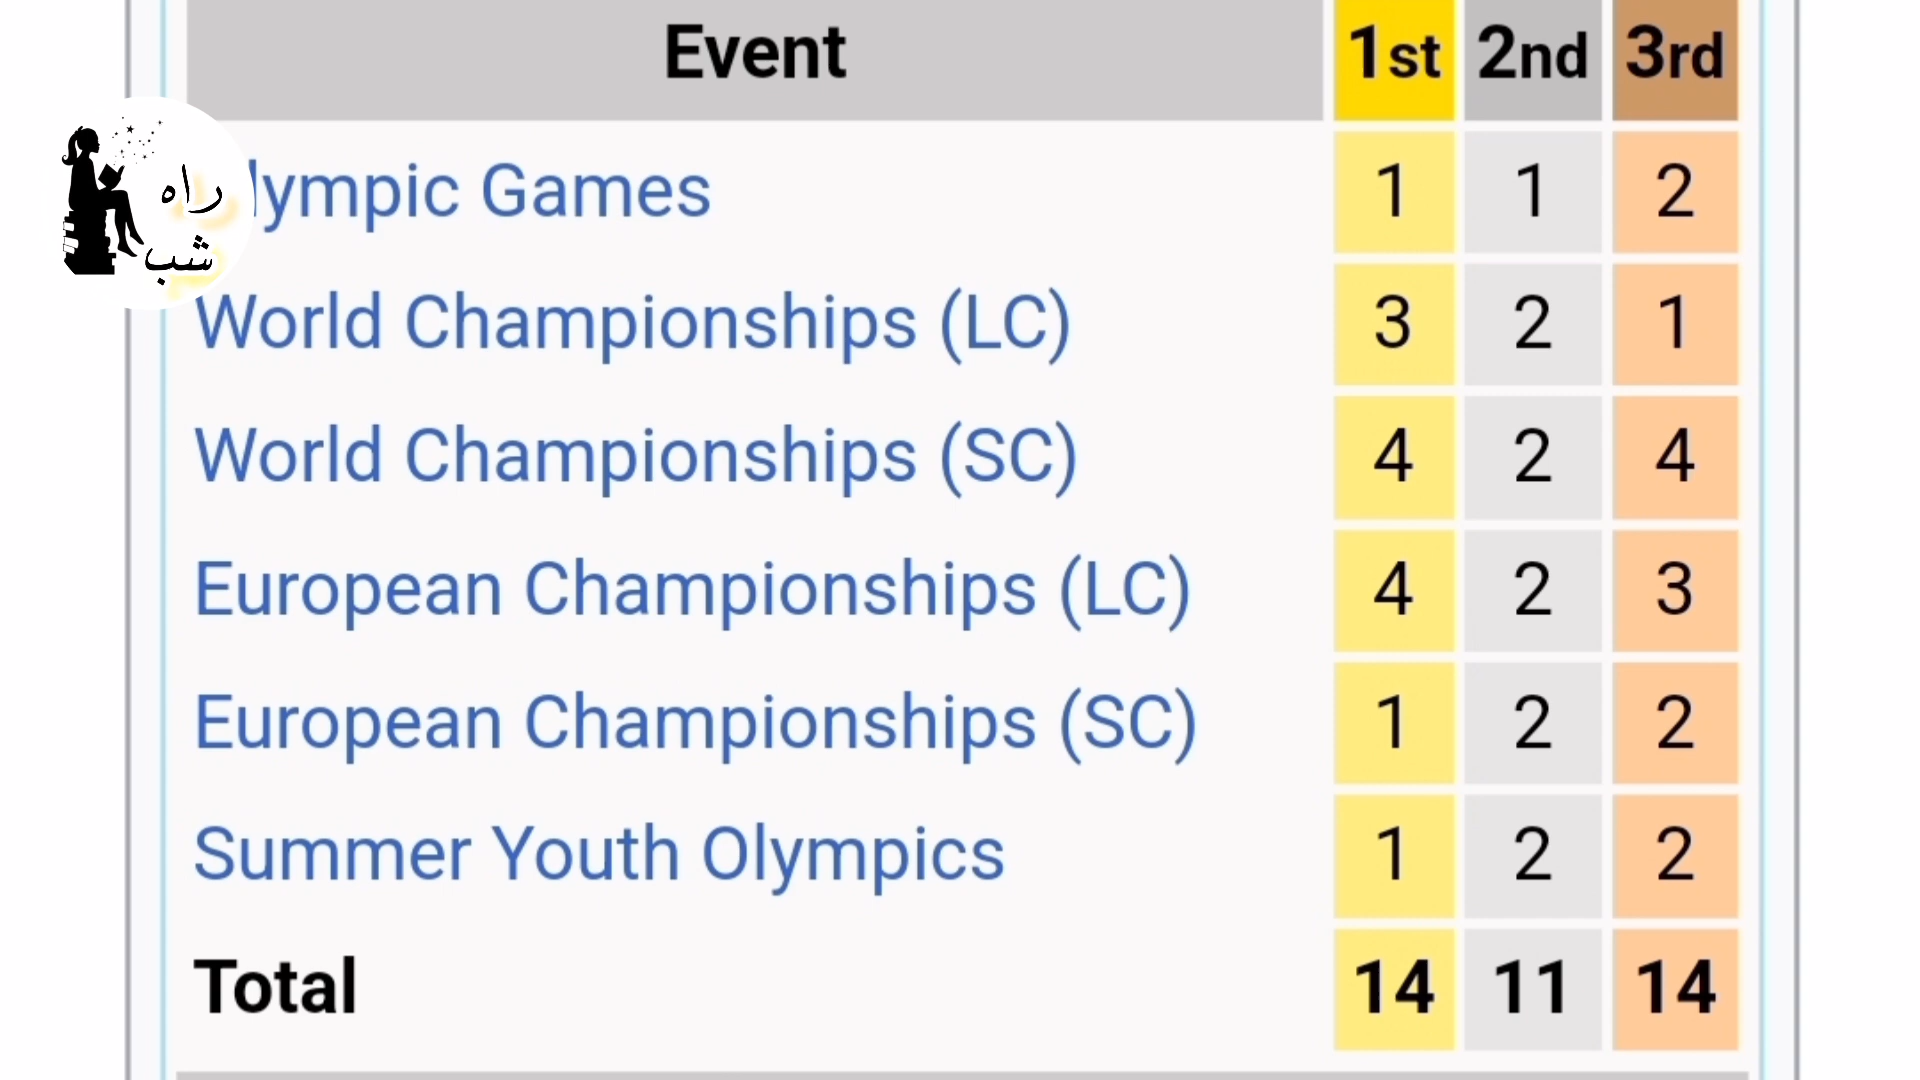 Event 1st 2nd 3rd
lympic Games 1 1 2
World Championships (LC) 3 2 1
World Championships (SC) 4 2 4
European Championships (LC) 4 2 3
European Championships (SC) 1 2 2
Summer Youth Olympics 1 2 2
Total 14 11 14
راه
شب